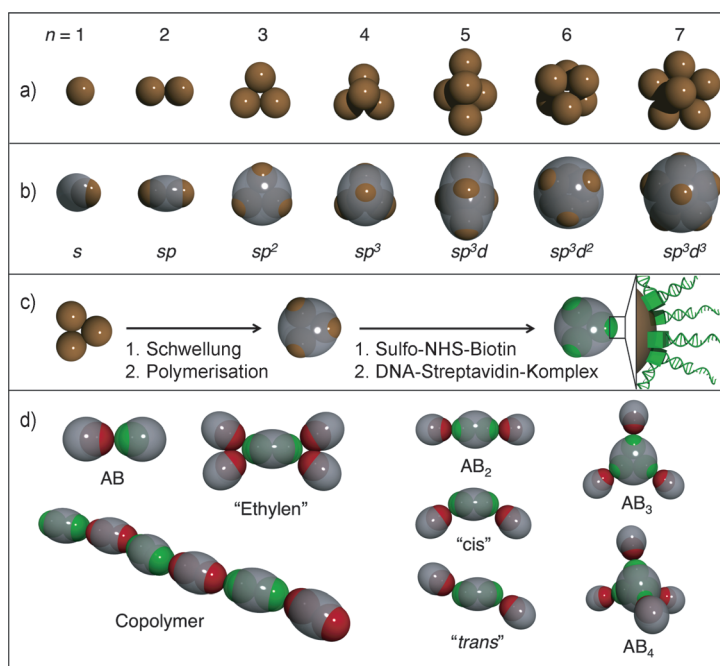 n = 1 2 3 4 5 6 7
a)
b)
s sp sp² sp³ sp³d sp³d² sp³d³
c)
1. Schwellung
2. Polymerisation
1. Sulfo-NHS-Biotin
2. DNA-Streptavidin-Komplex
d)
AB
"Ethylen"
Copolymer
AB₂
"cis"
"trans"
AB₃
AB₄